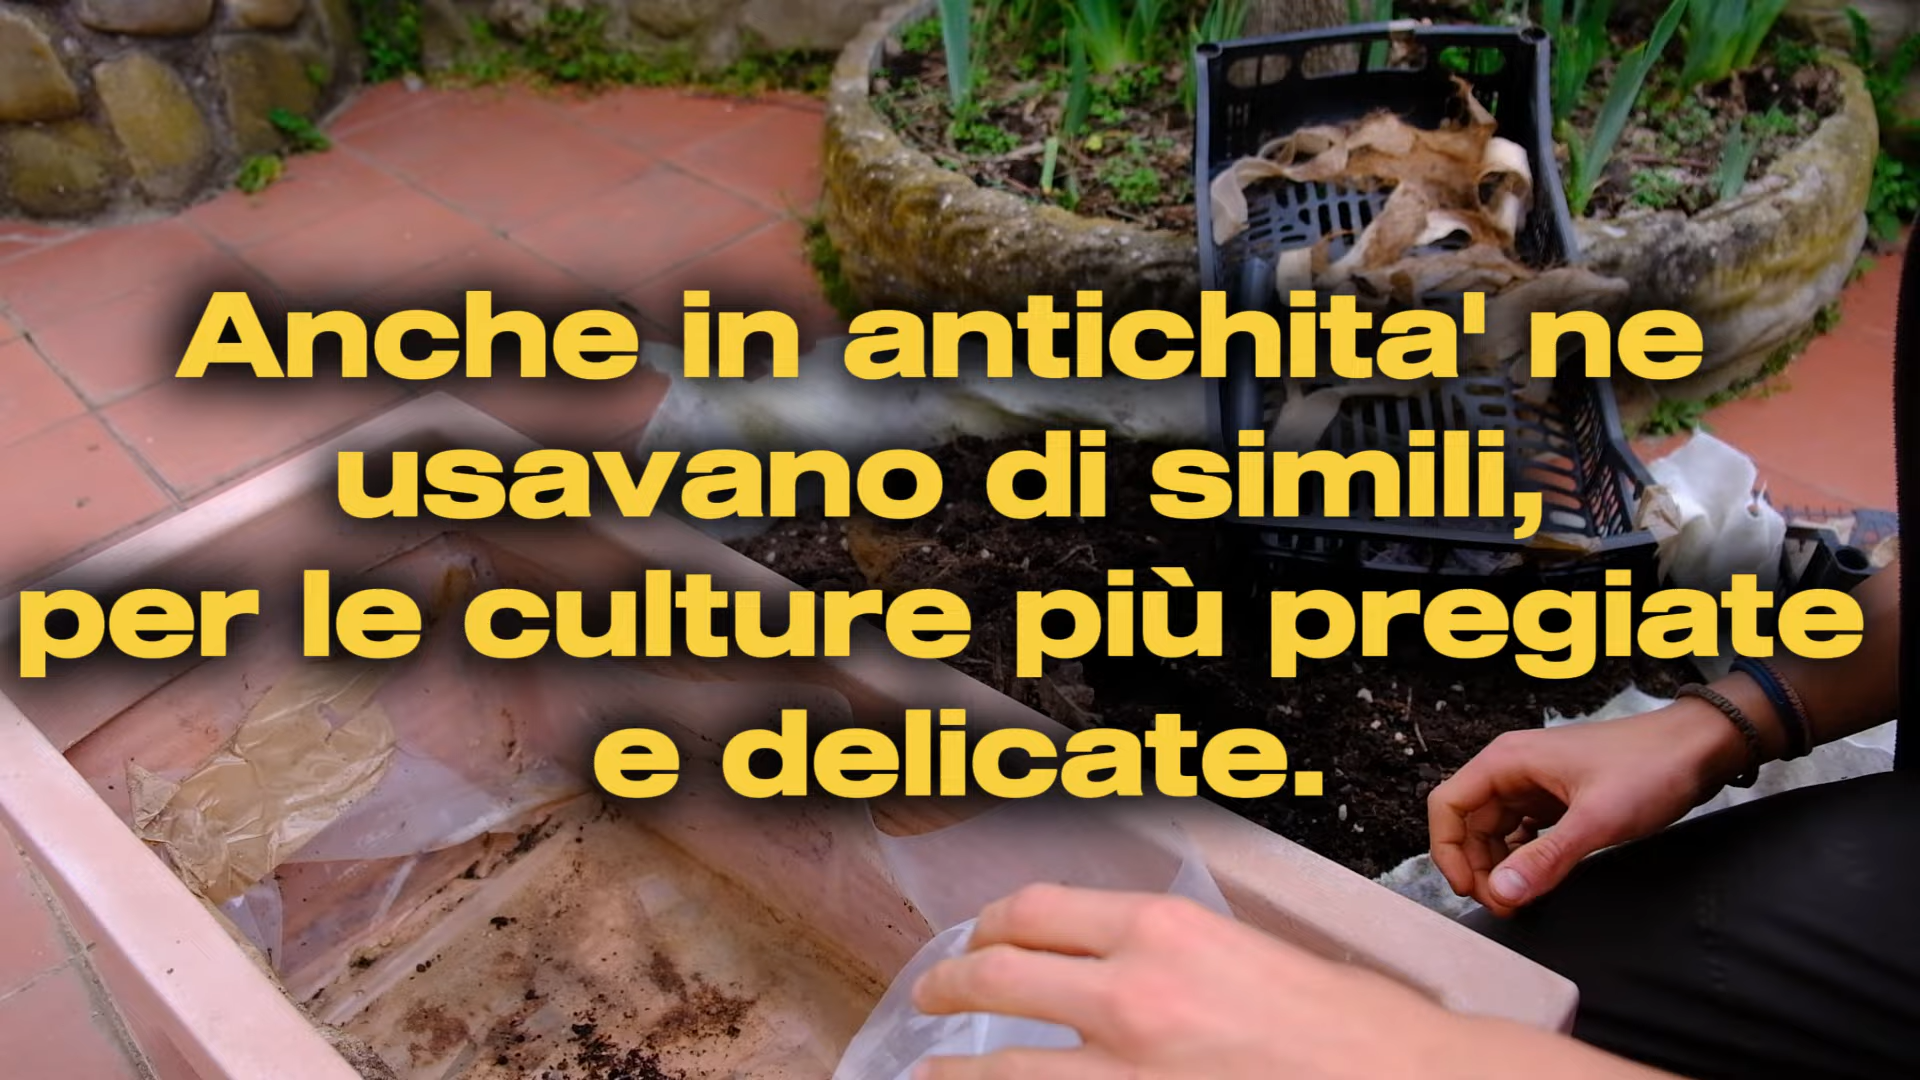 Anche in antichita' ne
usavano di simili,
per le culture più pregiate
e delicate.